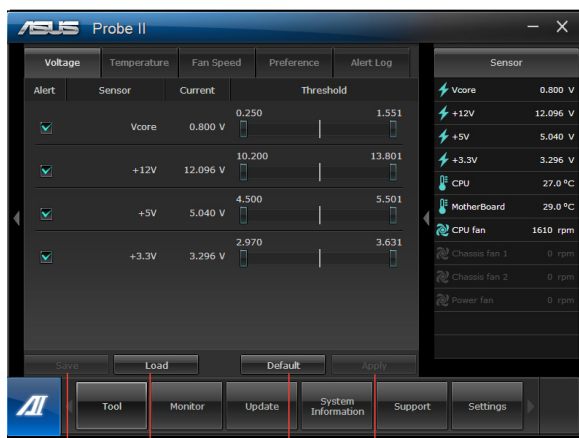 ASUS Probe II
Voltage Temperature Fan Speed Preference Alert Log
Alert Sensor Current Threshold
0.250 1.551
Vcore 0.800 V
10.200 13.801
+12V 12.096 V
4.500 5.501
+5V 5.040 V
2.970 3.631
+3.3V 3.296 V
Save Load Default Apply
Sensor
Vcore 0.800 V
+12V 12.096 V
+5V 5.040 V
+3.3V 3.296 V
CPU 27.0 ºC
MotherBoard 29.0 ºC
CPU fan 1610 rpm
Chassis fan 1 0 rpm
Chassis fan 2 0 rpm
Power fan 0 rpm
AI Tool Monitor Update System Information Support Settings